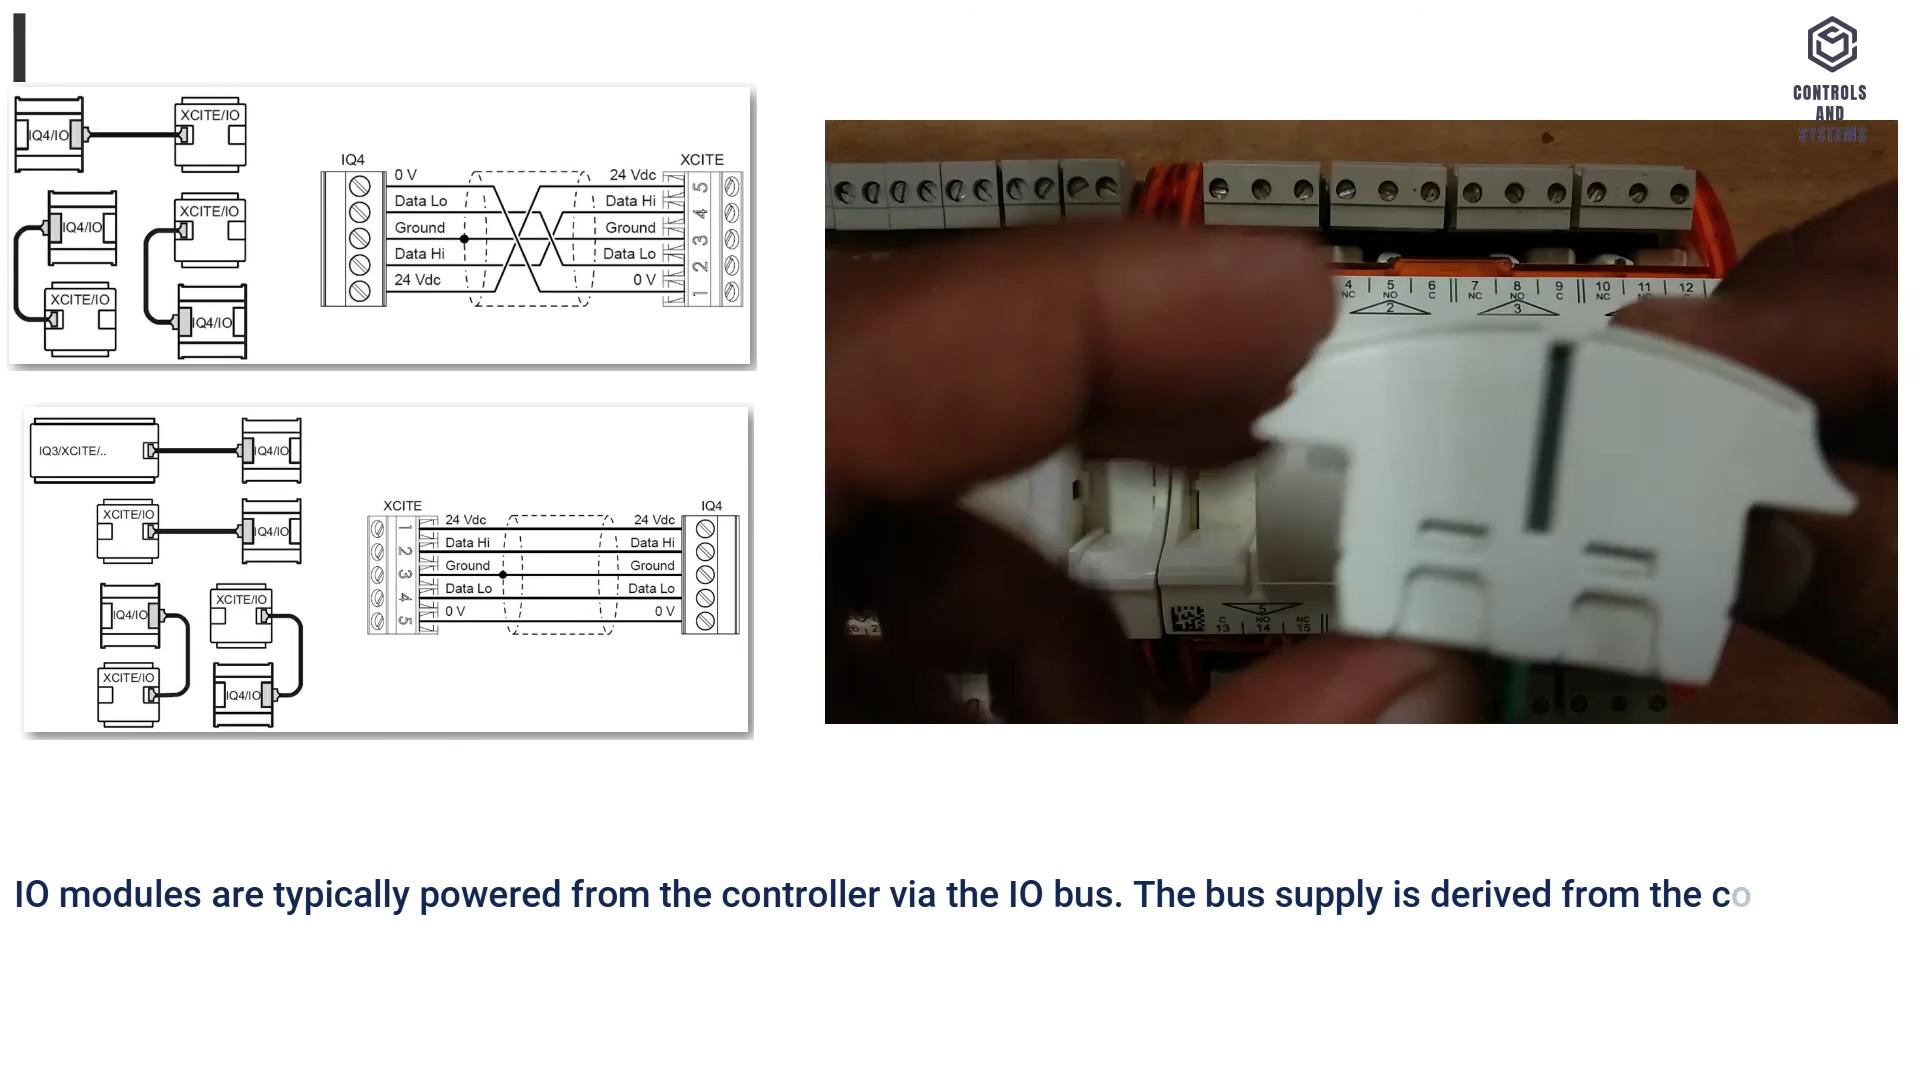 CONTROLS
AND
SYSTEMS
IQ4/IO
XCITE/IO
IQ4/IO
XCITE/IO
XCITE/IO
IQ4/IO
IQ4
XCITE
0 V
24 Vdc
5
Data Lo
Data Hi
4
Ground
Ground
3
Data Hi
Data Lo
2
24 Vdc
0 V
1
IQ3/XCITE/..
IQ4/IO
XCITE/IO
IQ4/IO
IQ4/IO
XCITE/IO
XCITE/IO
IQ4/IO
XCITE
IQ4
1
24 Vdc
24 Vdc
2
Data Hi
Data Hi
3
Ground
Ground
4
Data Lo
Data Lo
5
0 V
0 V
4 5 6 7 8 9 10 11 12
NC NO C NC NO C NC
2 3
5
C NO NC
13 14 15
IO modules are typically powered from the controller via the IO bus. The bus supply is derived from the co